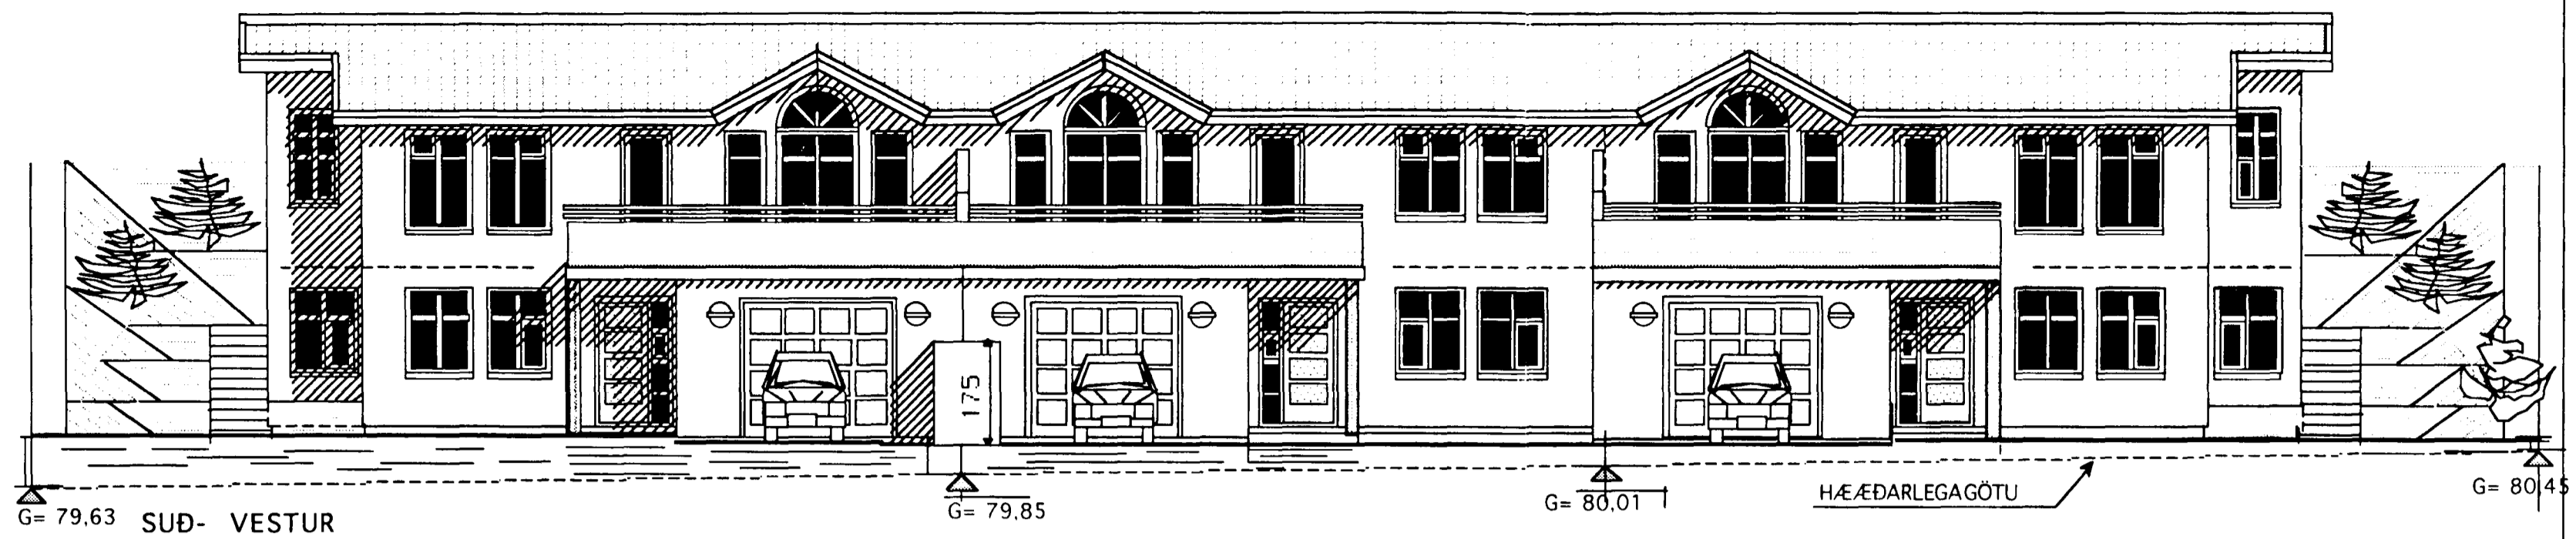 175
HÆÆÐARLEGAGÖTU
G= 80,45
G= 80,01
G= 79,85
G= 79,63
SUÐ- VESTUR